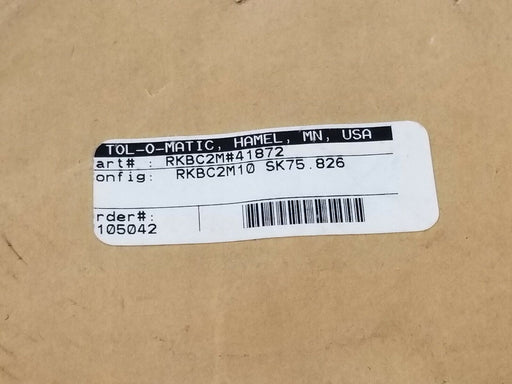 TOL-O-MATIC, HAMEL, MN, USA
art# : RKBC2M#41872
onfig: RKBC2M10 SK75.826
rder#:
105042